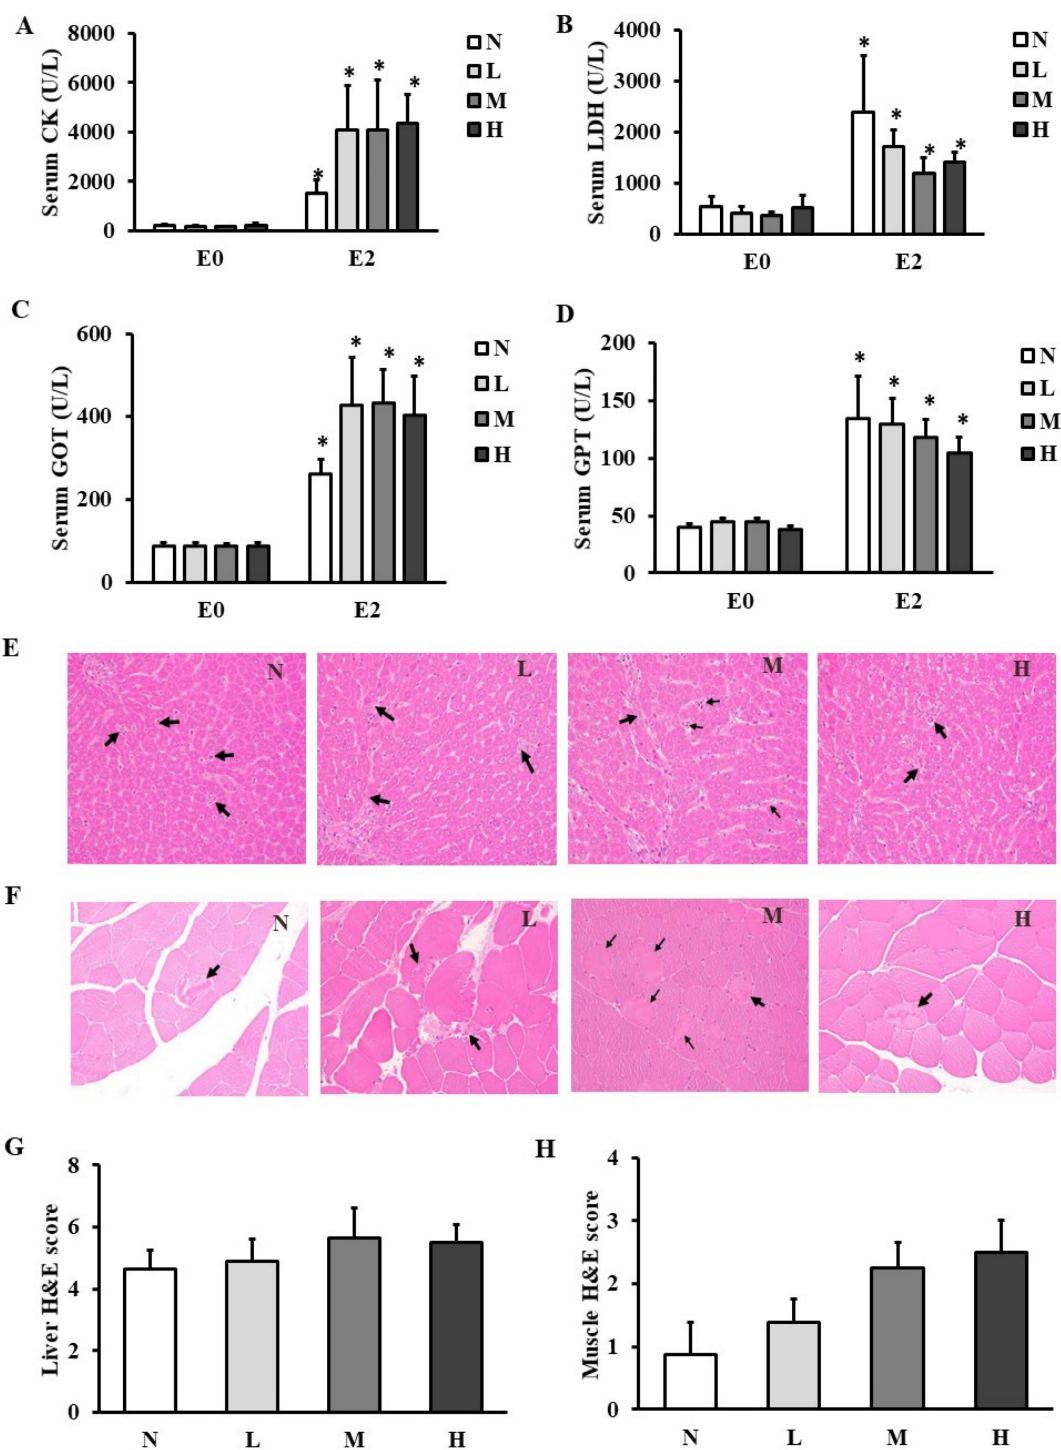 A
Serum CK (U/L)
8000
6000
4000
2000
0
* * * *
E0 E2
N
L
M
H
B
Serum LDH (U/L)
4000
3000
2000
1000
0
* * * *
E0 E2
N
L
M
H
C
Serum GOT (U/L)
600
400
200
0
* * * *
E0 E2
N
L
M
H
D
Serum GPT (U/L)
200
150
100
50
0
* * * *
E0 E2
N
L
M
H
E
N L M H
F
N L M H
G
Liver H&E score
8
6
4
2
0
N L M H
H
Muscle H&E score
4
3
2
1
0
N L M H